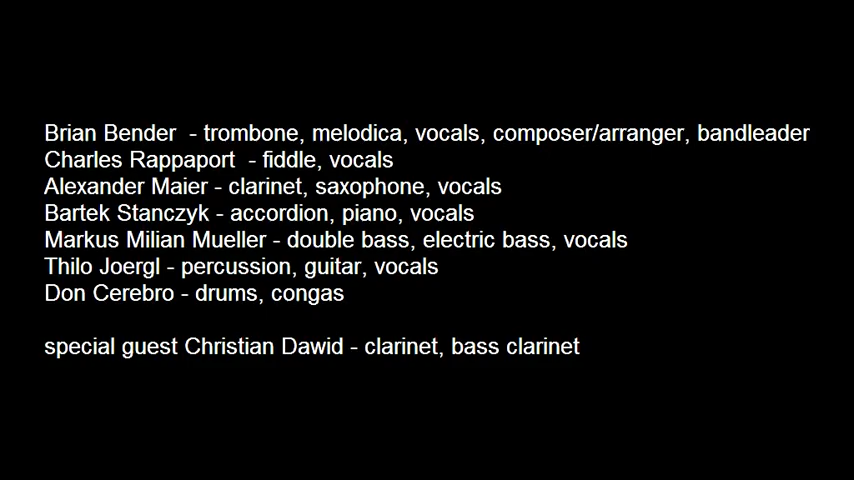 Brian Bender  - trombone, melodica, vocals, composer/arranger, bandleader
Charles Rappaport  - fiddle, vocals
Alexander Maier - clarinet, saxophone, vocals
Bartek Stanczyk - accordion, piano, vocals
Markus Milian Mueller - double bass, electric bass, vocals
Thilo Joergl - percussion, guitar, vocals
Don Cerebro - drums, congas
special guest Christian Dawid - clarinet, bass clarinet